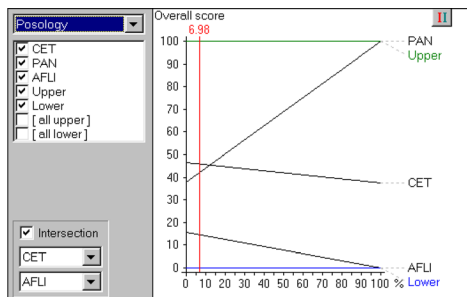 Posology
CET
PAN
AFLI
Upper
Lower
[ all upper ]
[ all lower ]
Intersection
CET
AFLI
Overall score
6.98
100
90
80
70
60
50
40
30
20
10
0
0 10 20 30 40 50 60 70 80 90 100 %
PAN
Upper
CET
AFLI
Lower